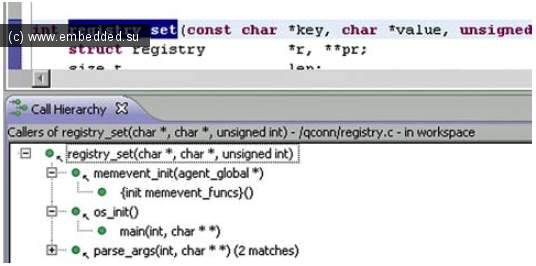 int registry_set(const char *key, char *value, unsigned
(c) www.embedded.su
struct registry *r, **pr;
size_t len;
Call Hierarchy
Callers of registry_set(char *, char *, unsigned int) - /qconn/registry.c - in workspace
registry_set(char *, char *, unsigned int)
memevent_init(agent_global *)
{init memevent_funcs}()
os_init()
main(int, char * *)
parse_args(int, char * *) (2 matches)